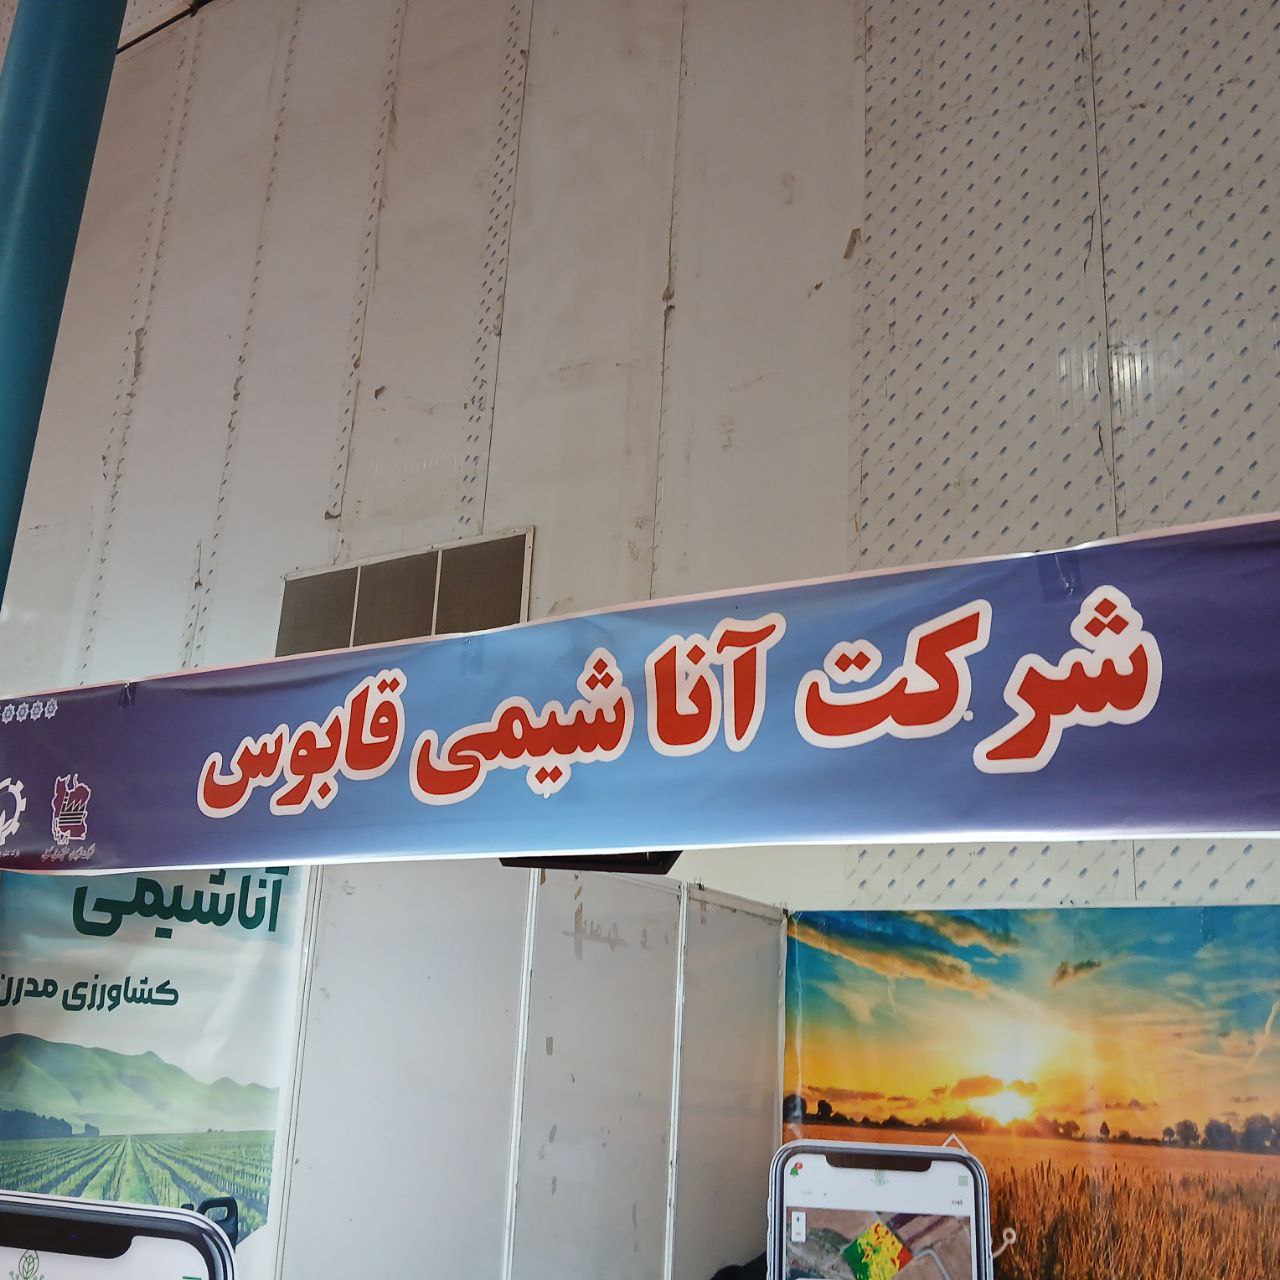 شرکت آنا شیمی قابوس
آناشیمی
کشاورزی مدرن